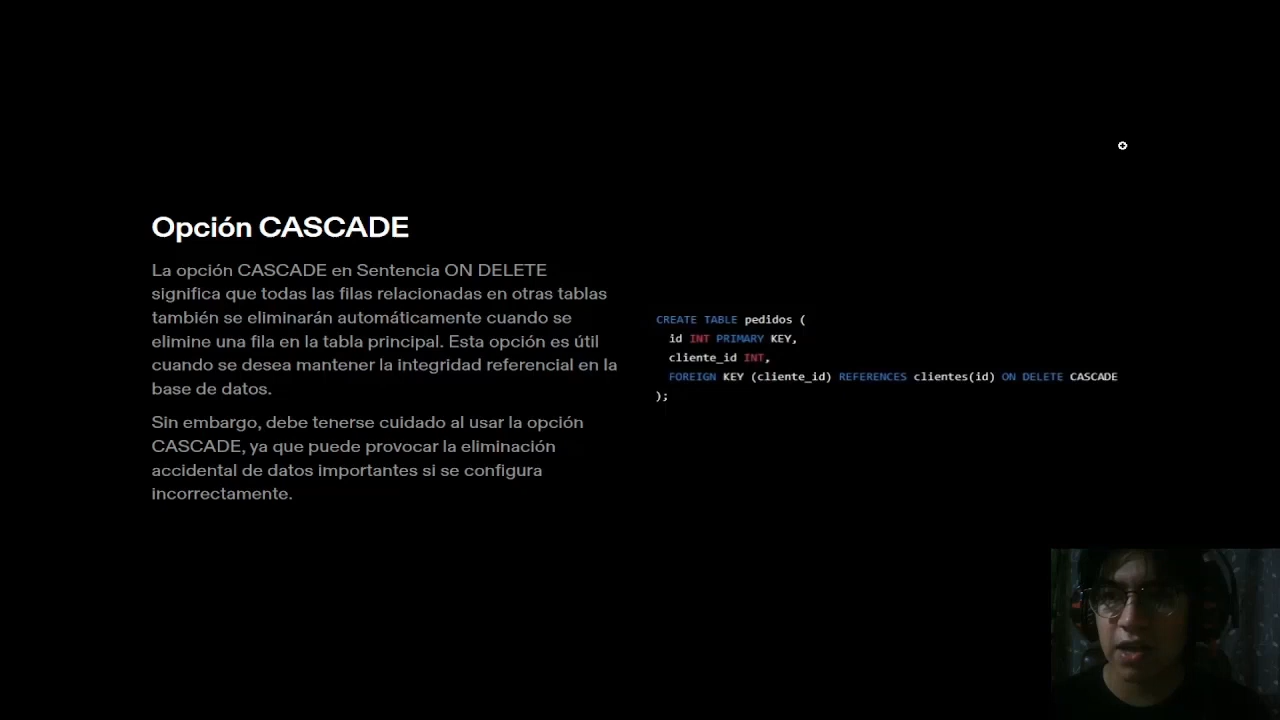 Opción CASCADE
La opción CASCADE en Sentencia ON DELETE
significa que todas las filas relacionadas en otras tablas
también se eliminarán automáticamente cuando se
elimine una fila en la tabla principal. Esta opción es útil
cuando se desea mantener la integridad referencial en la
base de datos.
Sin embargo, debe tenerse cuidado al usar la opción
CASCADE, ya que puede provocar la eliminación
accidental de datos importantes si se configura
incorrectamente.
CREATE TABLE pedidos (
id INT PRIMARY KEY,
cliente_id INT,
FOREIGN KEY (cliente_id) REFERENCES clientes(id) ON DELETE CASCADE
);